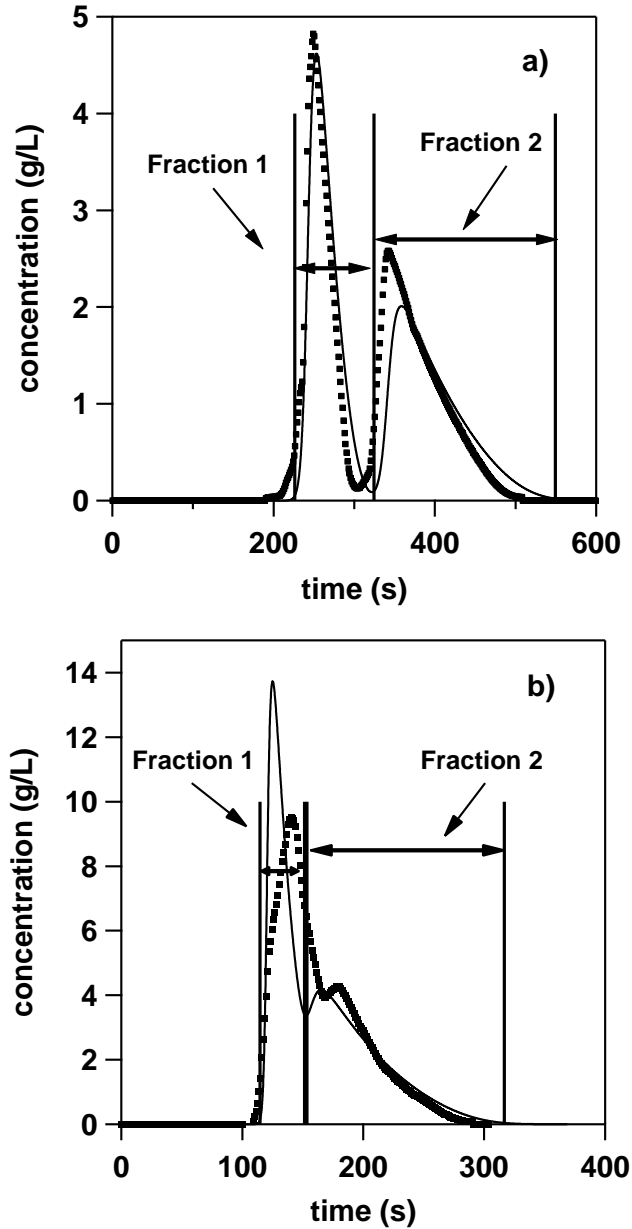 5
a)
4
Fraction 1
Fraction 2
3
2
1
0
concentration (g/L)
0 200 400 600
time (s)
14
b)
12
Fraction 1
Fraction 2
10
8
6
4
2
0
concentration (g/L)
0 100 200 300 400
time (s)